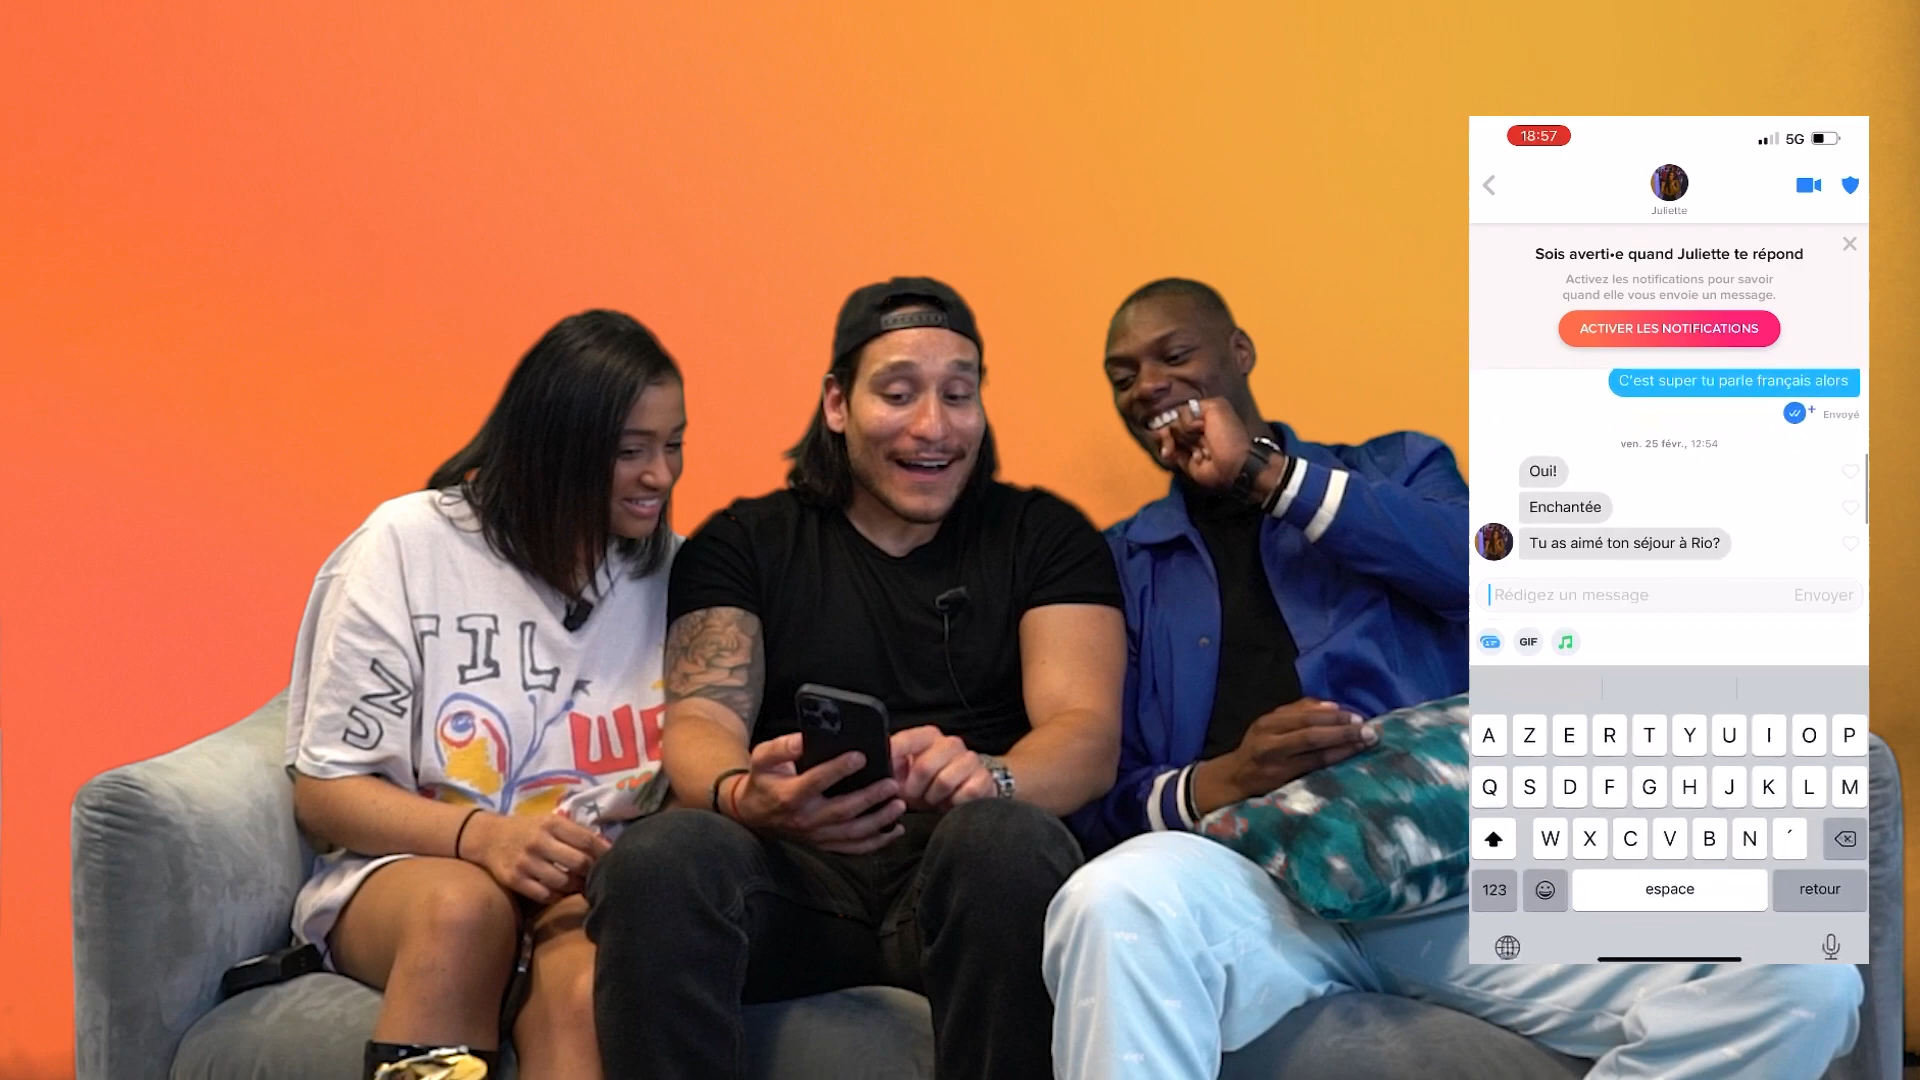 18:57
5G
Juliette
Sois averti•e quand Juliette te répond
Activez les notifications pour savoir
quand elle vous envoie un message.
ACTIVER LES NOTIFICATIONS
C'est super tu parle français alors
Envoyé
ven. 25 févr., 12:54
Oui!
Enchantée
Tu as aimé ton séjour à Rio?
Rédigez un message
Envoyer
GIF
A Z E R T Y U I O P
Q S D F G H J K L M
W X C V B N ´
123
espace
retour
UNTIL
WE